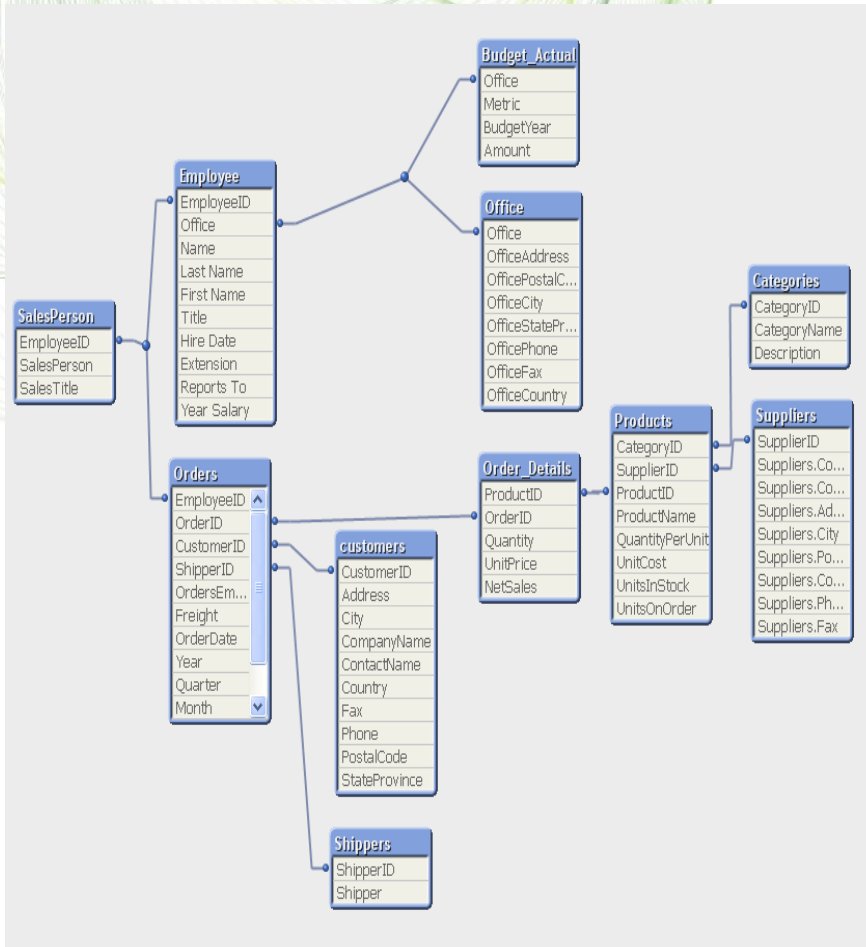 Budget_Actual
Office
Metric
BudgetYear
Amount
Employee
EmployeeID
Office
Name
Last Name
First Name
Title
Hire Date
Extension
Reports To
Year Salary
Office
Office
OfficeAddress
OfficePostalC...
OfficeCity
OfficeStatePr...
OfficePhone
OfficeFax
OfficeCountry
SalesPerson
EmployeeID
SalesPerson
SalesTitle
Categories
CategoryID
CategoryName
Description
Orders
EmployeeID
OrderID
CustomerID
ShipperID
OrdersEm...
Freight
OrderDate
Year
Quarter
Month
Order_Details
ProductID
OrderID
Quantity
UnitPrice
NetSales
Products
CategoryID
SupplierID
ProductID
ProductName
QuantityPerUnit
UnitCost
UnitsInStock
UnitsOnOrder
Suppliers
SupplierID
Suppliers.Co...
Suppliers.Co...
Suppliers.Ad...
Suppliers.City
Suppliers.Po...
Suppliers.Co...
Suppliers.Ph...
Suppliers.Fax
customers
CustomerID
Address
City
CompanyName
ContactName
Country
Fax
Phone
PostalCode
StateProvince
Shippers
ShipperID
Shipper